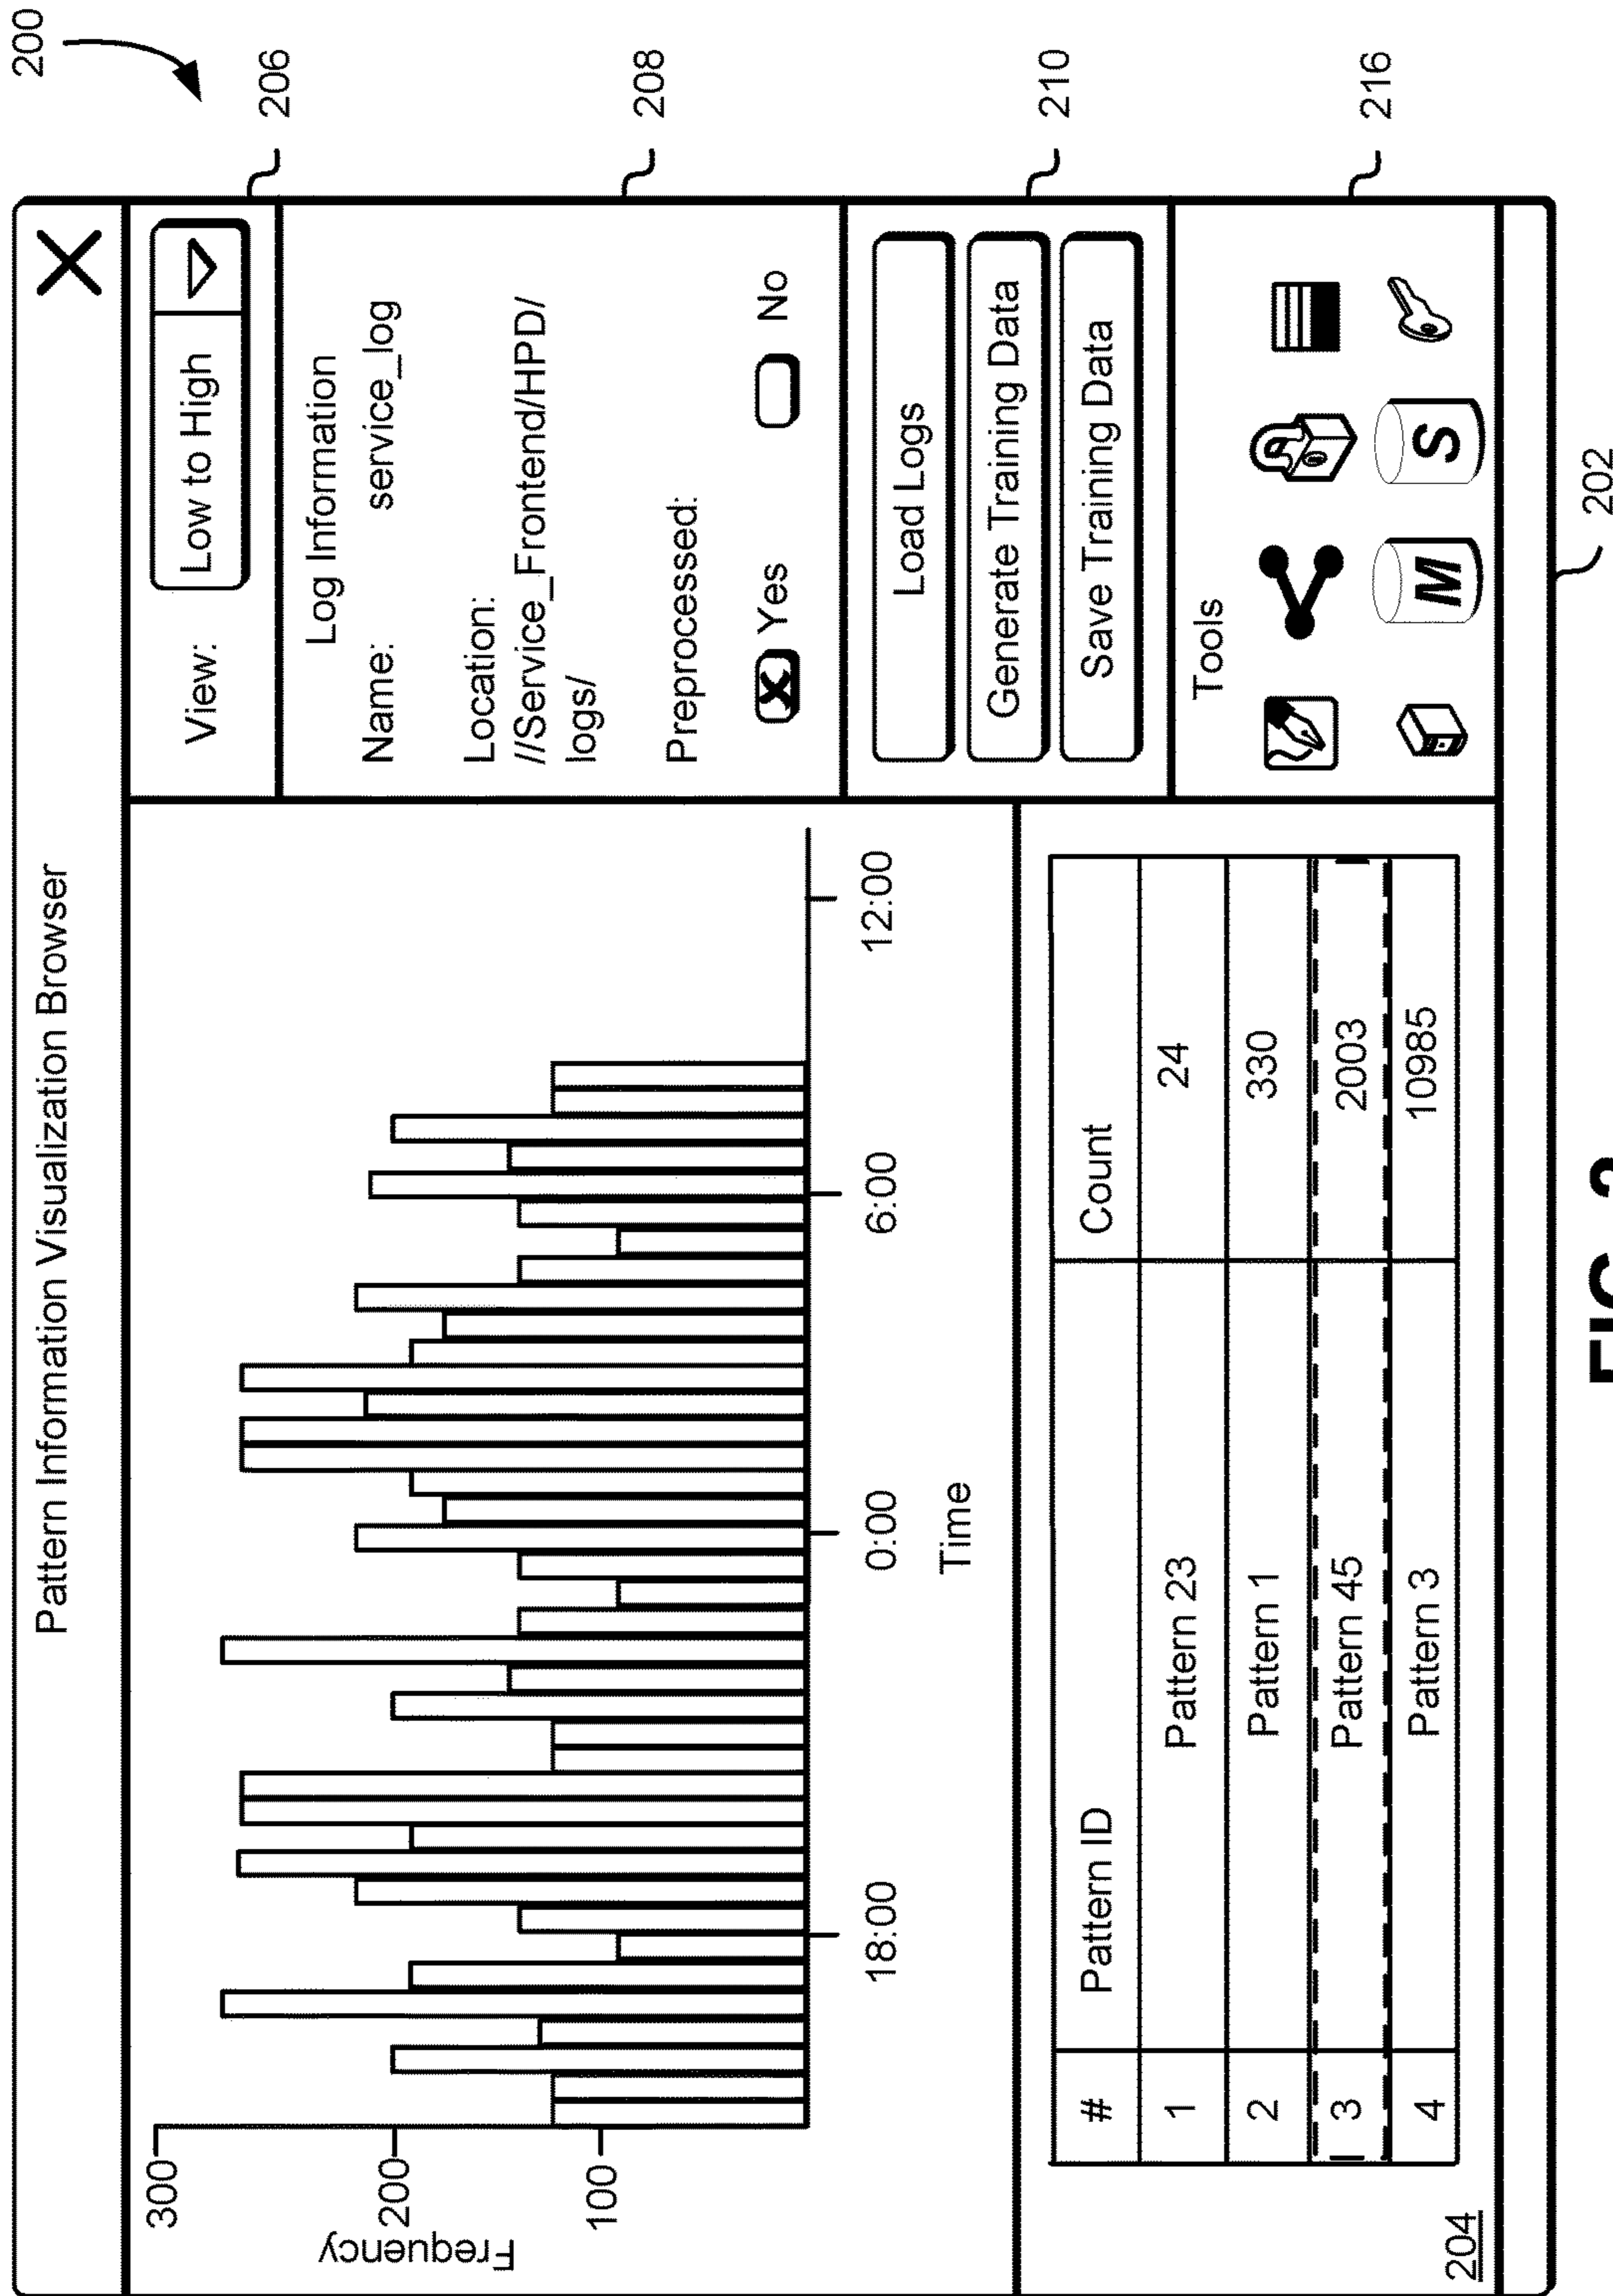 200
Pattern Information Visualization Browser
300
200
100
Frequency
18:00
0:00
6:00
12:00
Time
# Pattern ID Count
1 Pattern 23 24
2 Pattern 1 330
3 Pattern 45 2003
4 Pattern 3 10985
204
View: Low to High
206
Log Information
Name: service_log
Location:
//Service_Frontend/HPD/
logs/
Preprocessed:
X Yes No
208
Load Logs
Generate Training Data
Save Training Data
210
Tools
M S
216
202